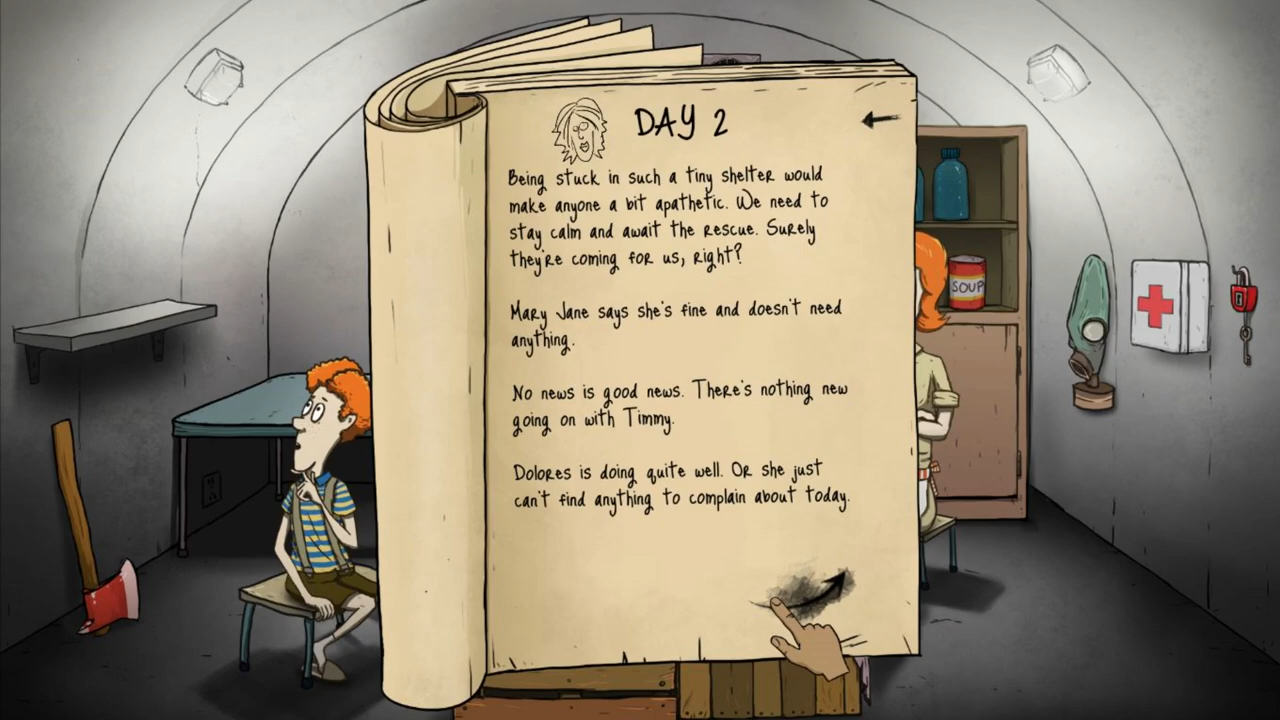 DAY 2
Being stuck in such a tiny shelter would
make anyone a bit apathetic. We need to
stay calm and await the rescue. Surely
they're coming for us, right?
Mary Jane says she's fine and doesn't need
anything.
No news is good news. There's nothing new
going on with Timmy.
Dolores is doing quite well. Or she just
can't find anything to complain about today.
SOUP